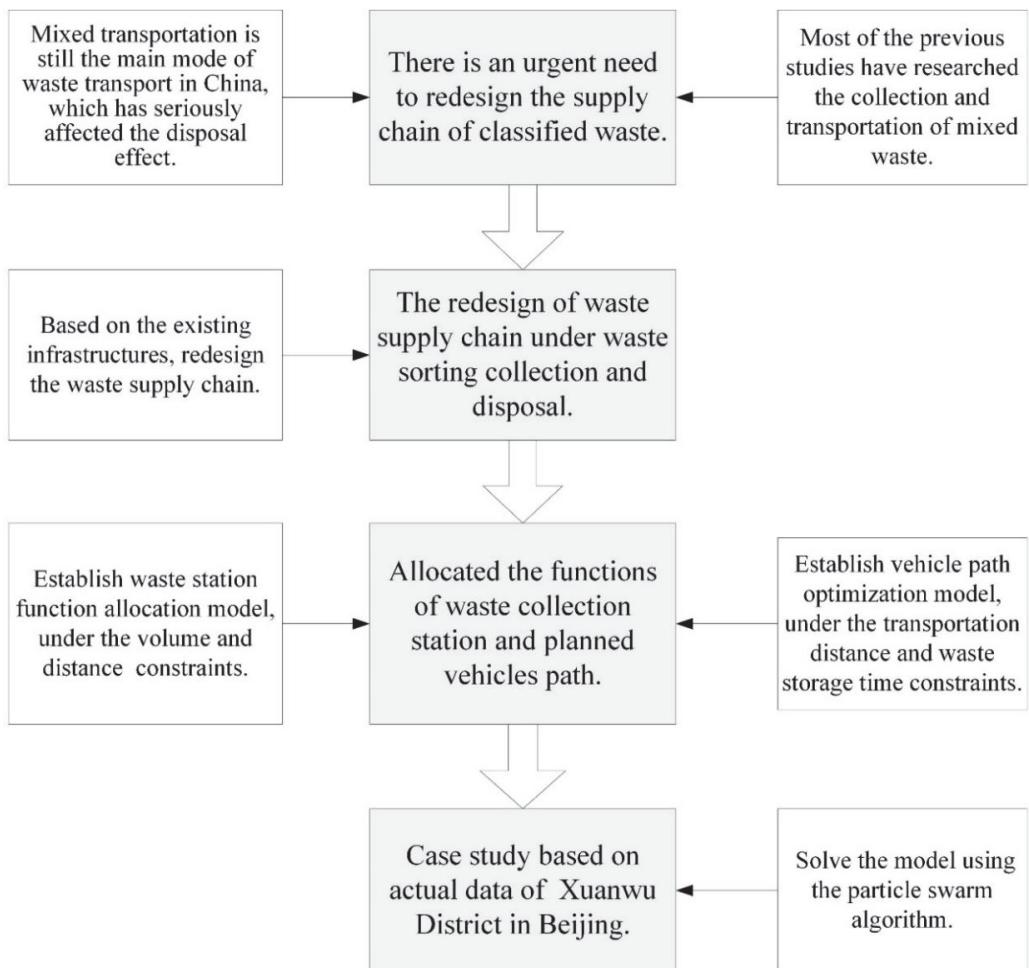 Mixed transportation is
still the main mode of
waste transport in China,
which has seriously
affected the disposal
effect.
There is an urgent need
to redesign the supply
chain of classified waste.
Most of the previous
studies have researched
the collection and
transportation of mixed
waste.
Based on the existing
infrastructures, redesign
the waste supply chain.
The redesign of waste
supply chain under waste
sorting collection and
disposal.
Establish waste station
function allocation model,
under the volume and
distance constraints.
Allocated the functions
of waste collection
station and planned
vehicles path.
Establish vehicle path
optimization model,
under the transportation
distance and waste
storage time constraints.
Case study based on
actual data of Xuanwu
District in Beijing.
Solve the model using
the particle swarm
algorithm.